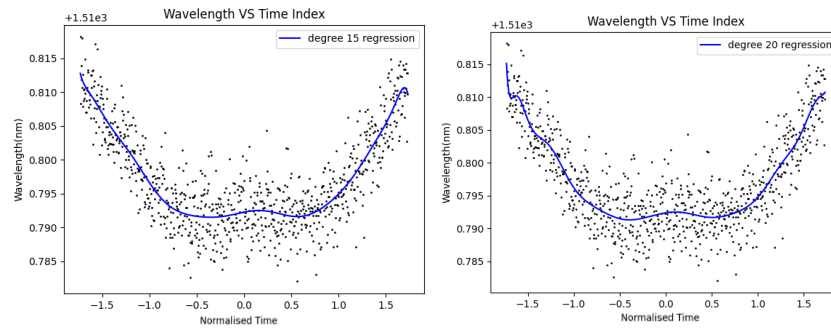 Wavelength VS Time Index
+1.51e3
degree 15 regression
0.815
0.810
0.805
0.800
0.795
0.790
0.785
Wavelength(nm)
−1.5 −1.0 −0.5 0.0 0.5 1.0 1.5
Normalised Time
Wavelength VS Time Index
+1.51e3
degree 20 regression
0.815
0.810
0.805
0.800
0.795
0.790
0.785
Wavelength(nm)
−1.5 −1.0 −0.5 0.0 0.5 1.0 1.5
Normalised Time